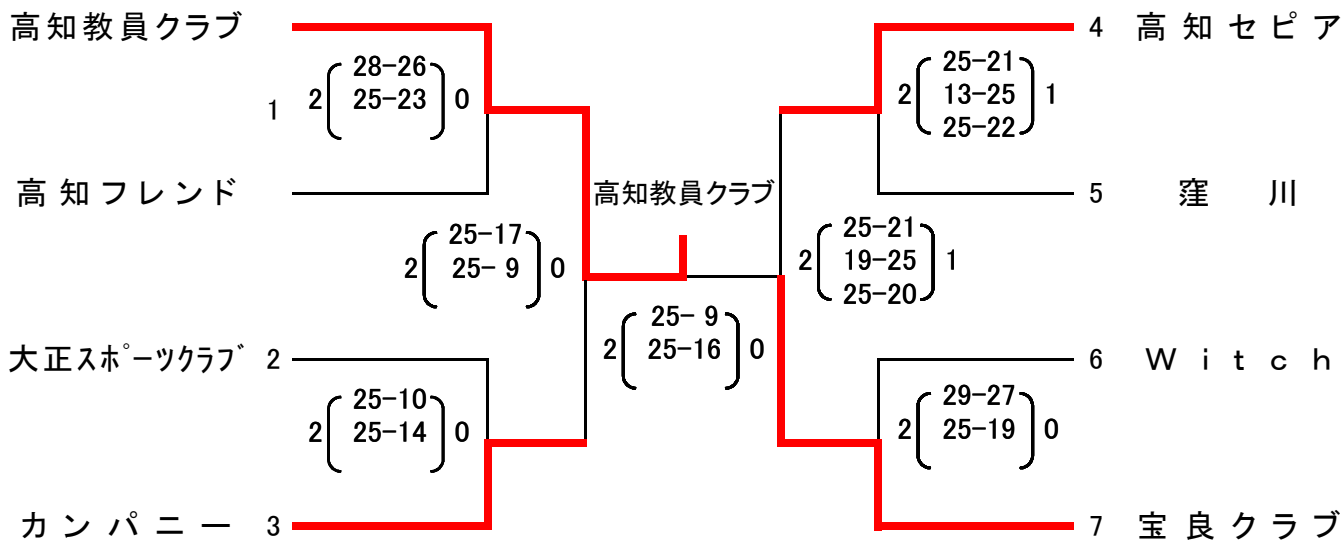 高知教員クラブ
1
2 28-26 0
25-23
高知フレンド
2 25-17 0
25- 9
大正スポーツクラブ 2
2 25-10 0
25-14
カンパニー 3
高知教員クラブ
2 25- 9 0
25-16
4 高知セピア
2 25-21 1
13-25
25-22
5 窪川
2 25-21 1
19-25
25-20
6 Ｗｉｔｃｈ
2 29-27 0
25-19
7 宝良クラブ